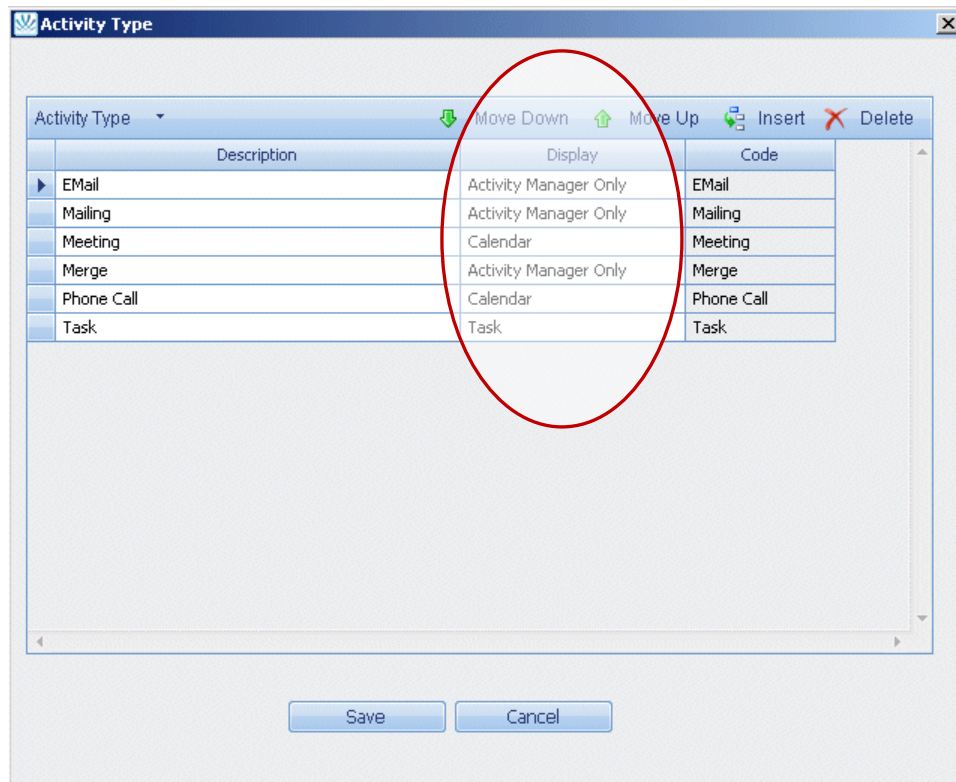 Activity Type
Activity Type Move Down Move Up Insert Delete
Description Display Code
EMail Activity Manager Only EMail
Mailing Activity Manager Only Mailing
Meeting Calendar Meeting
Merge Activity Manager Only Merge
Phone Call Calendar Phone Call
Task Task Task
Save Cancel